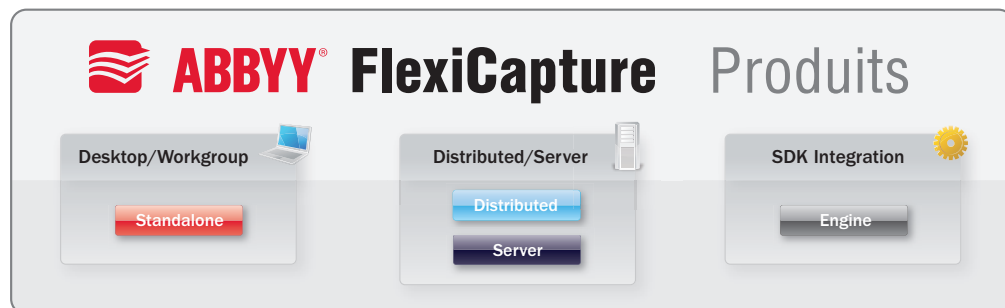 ABBYY® FlexiCapture Produits
Desktop/Workgroup
Standalone
Distributed/Server
Distributed
Server
SDK Integration
Engine